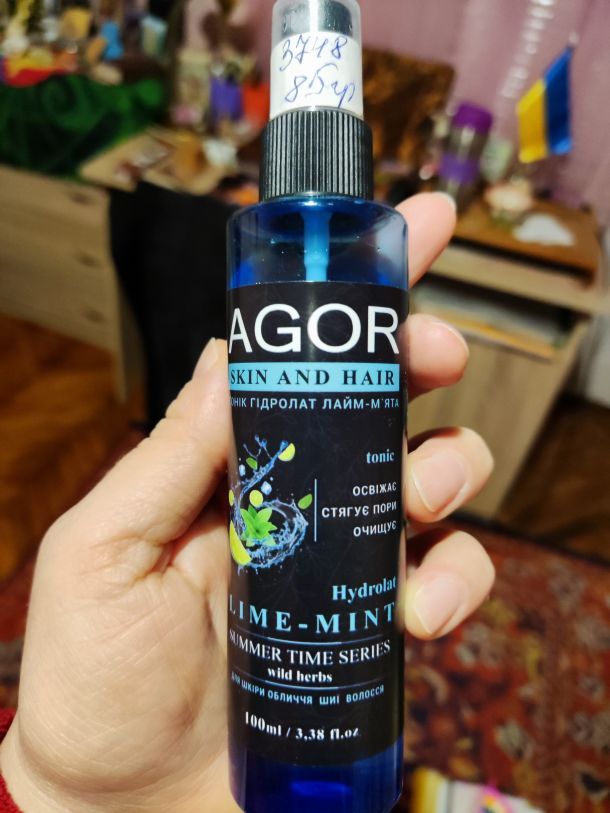 3748
85гр
AGOR
SKIN AND HAIR
ОНІК ГІДРОЛАТ ЛАЙМ-М'ЯТА
tonic
ОСВІЖАЄ
СТЯГУЄ ПОРИ
ОЧИЩУЄ
Hydrolat
LIME-MINT
SUMMER TIME SERIES
wild herbs
ДЛЯ ШКІРИ ОБЛИЧЧЯ ШИЇ ВОЛОССЯ
100ml / 3,38 fl.oz